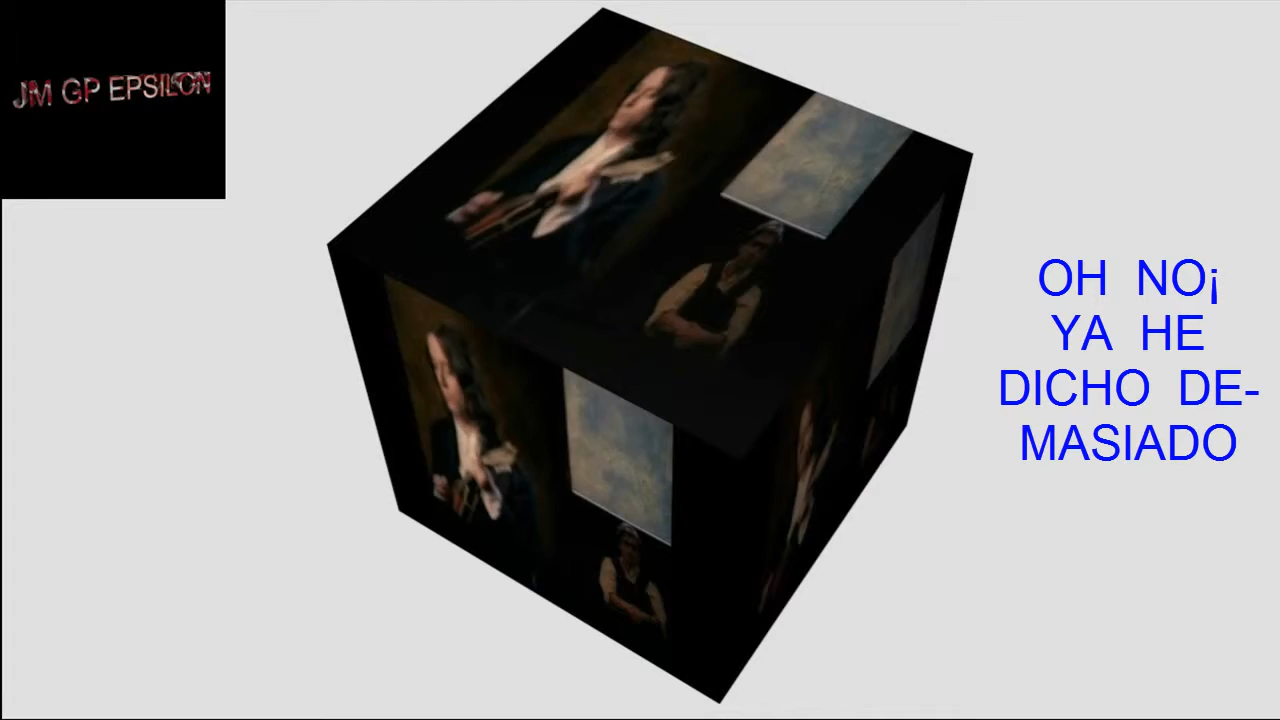 JM GP EPSILON
OH NO¡
YA HE
DICHO DE-
MASIADO